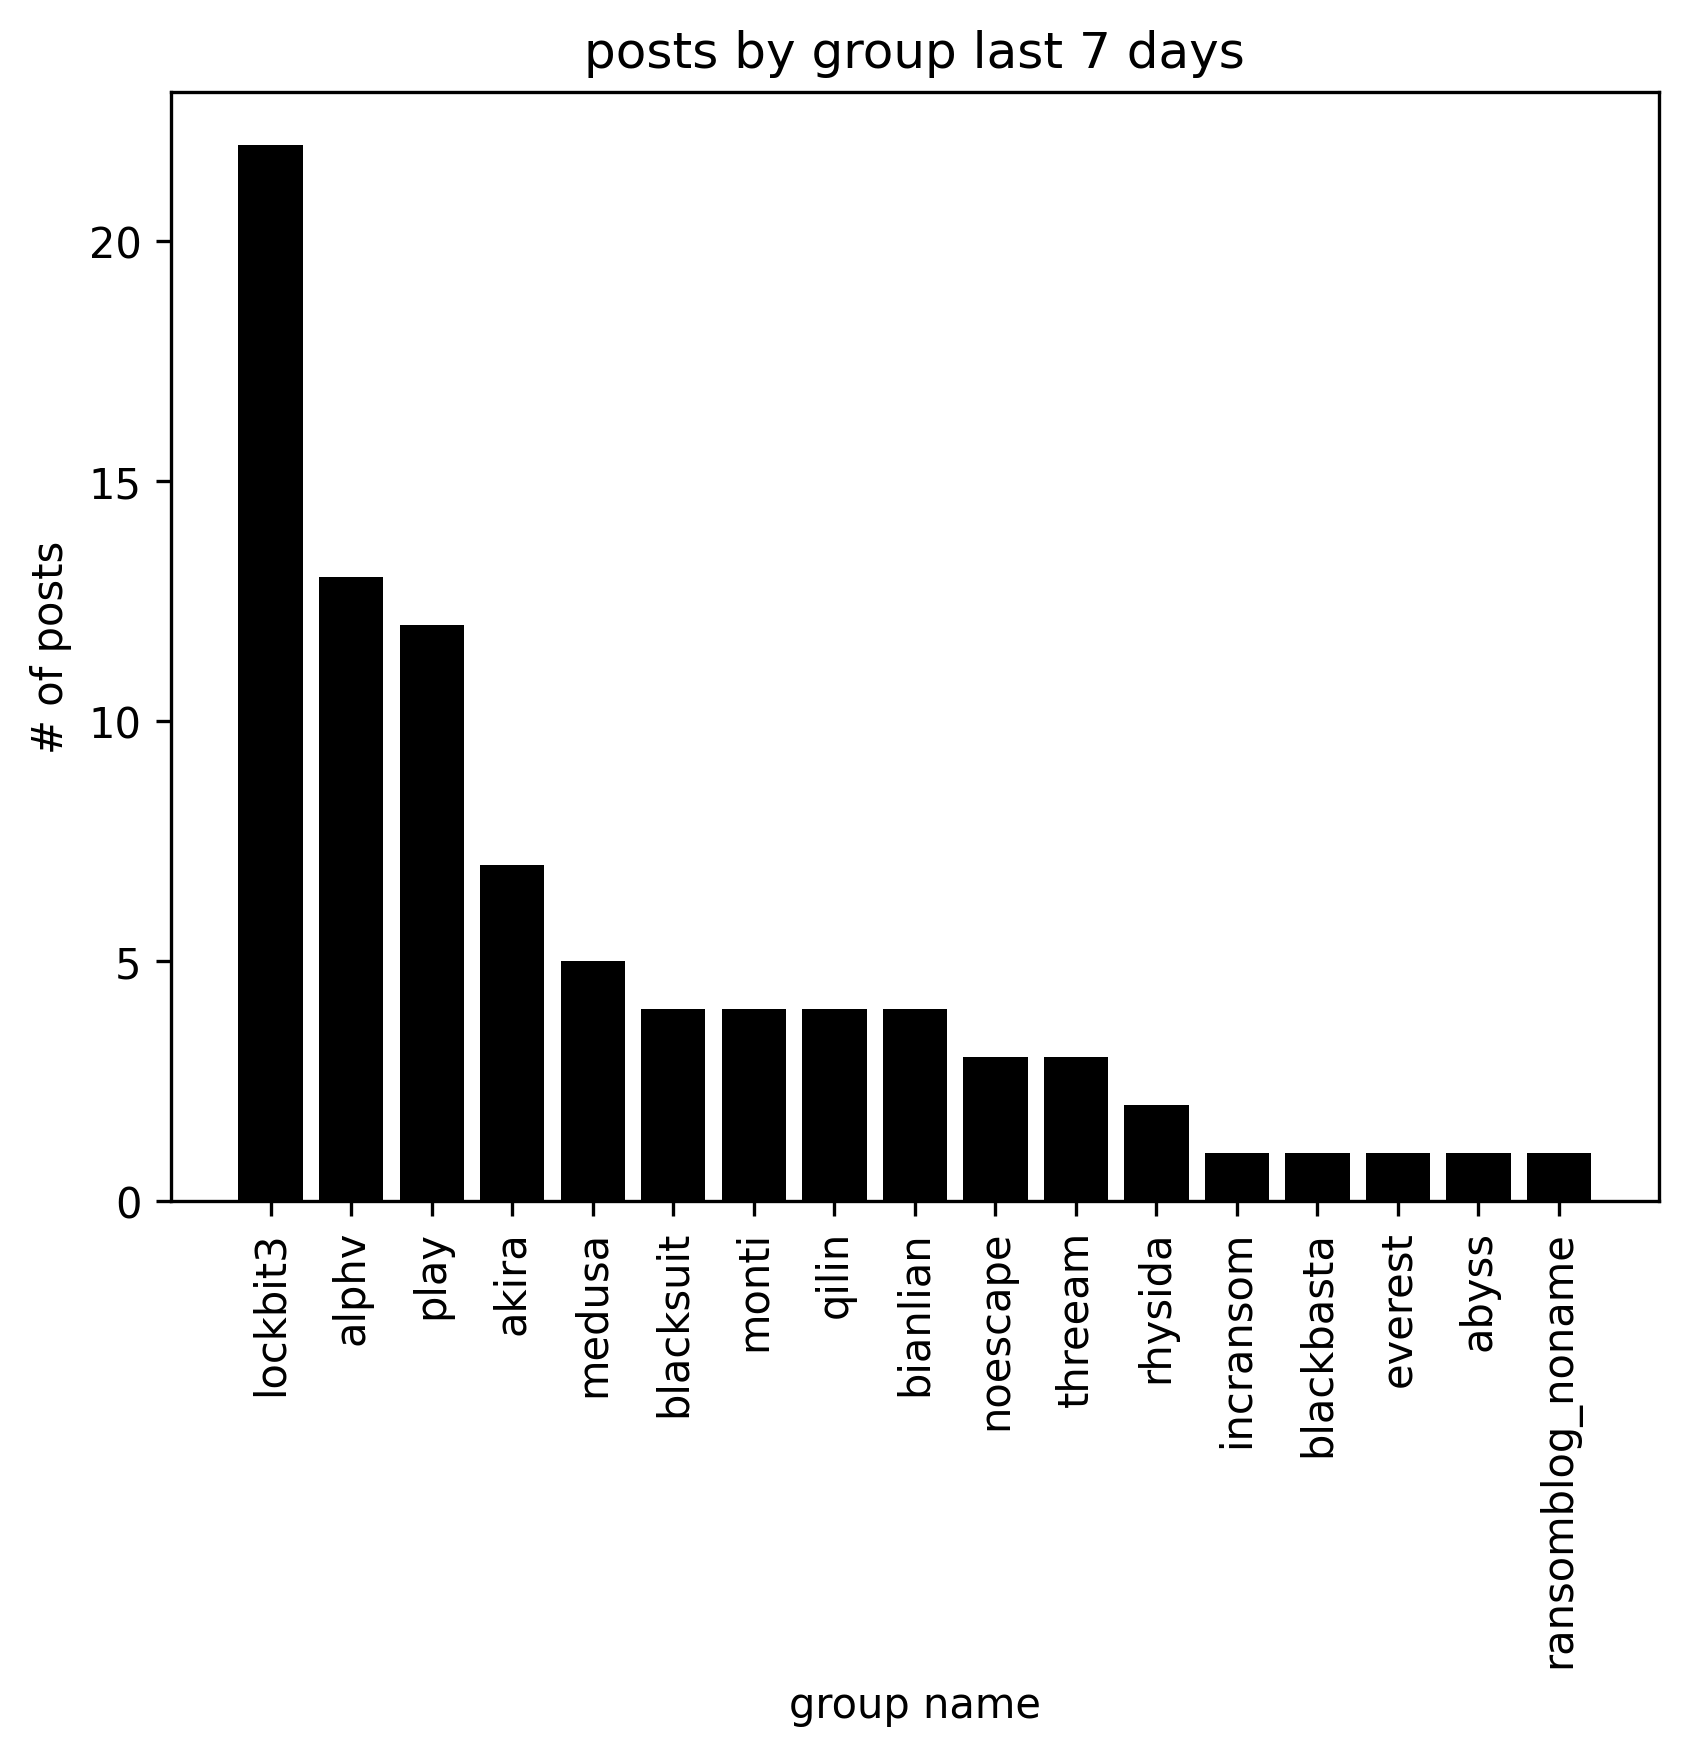 posts by group last 7 days
# of posts
20
15
10
5
0
lockbit3
alphv
play
akira
medusa
blacksuit
monti
qilin
bianlian
noescape
threeam
rhysida
incransom
blackbasta
everest
abyss
ransomblog_noname
group name